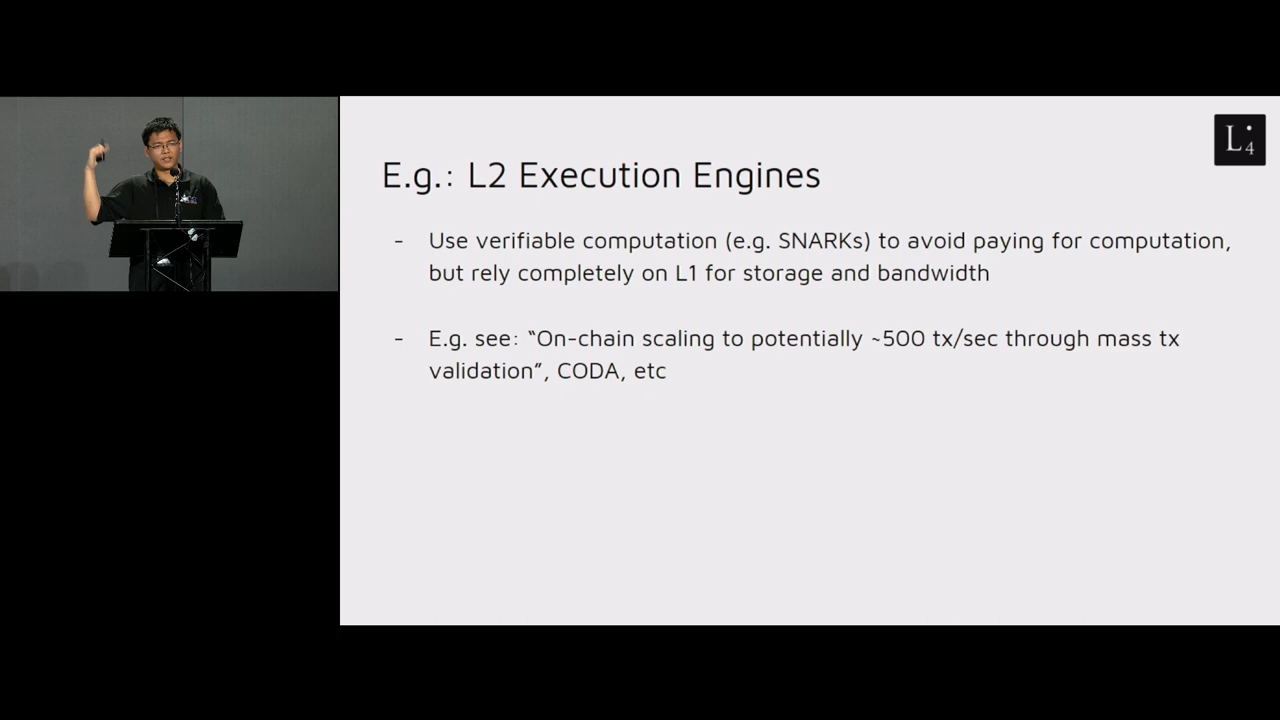 L4
E.g.: L2 Execution Engines
- Use verifiable computation (e.g. SNARKs) to avoid paying for computation,
but rely completely on L1 for storage and bandwidth
- E.g. see: “On-chain scaling to potentially ~500 tx/sec through mass tx
validation”, CODA, etc